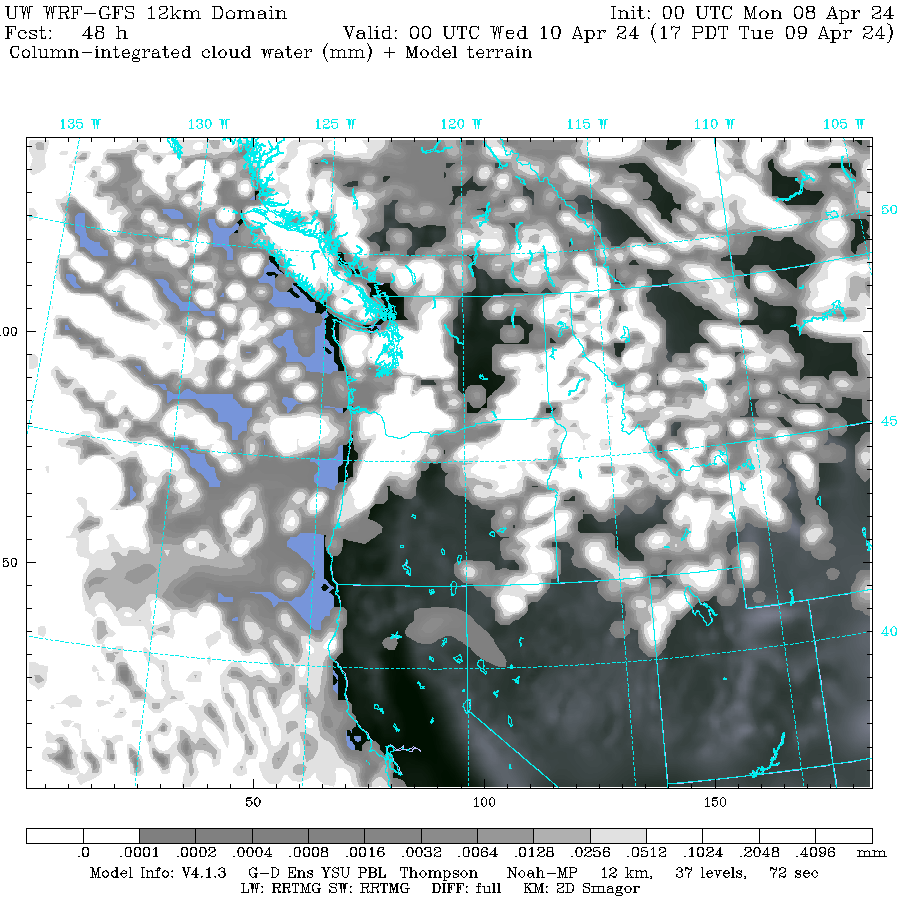 UW WRF-GFS 12km Domain Init: 00 UTC Mon 08 Apr 24
Fcst: 48 h Valid: 00 UTC Wed 10 Apr 24 (17 PDT Tue 09 Apr 24)
Column-integrated cloud water (mm) + Model terrain
135 W 130 W 125 W 120 W 115 W 110 W 105 W
50
00
45
50
40
50 100 150
.0 .0001 .0002 .0004 .0008 .0016 .0032 .0064 .0128 .0256 .0512 .1024 .2048 .4096 mm
Model Info: V4.1.3 G-D Ens YSU PBL Thompson Noah-MP 12 km, 37 levels, 72 sec
LW: RRTMG SW: RRTMG DIFF: full KM: 2D Smagor